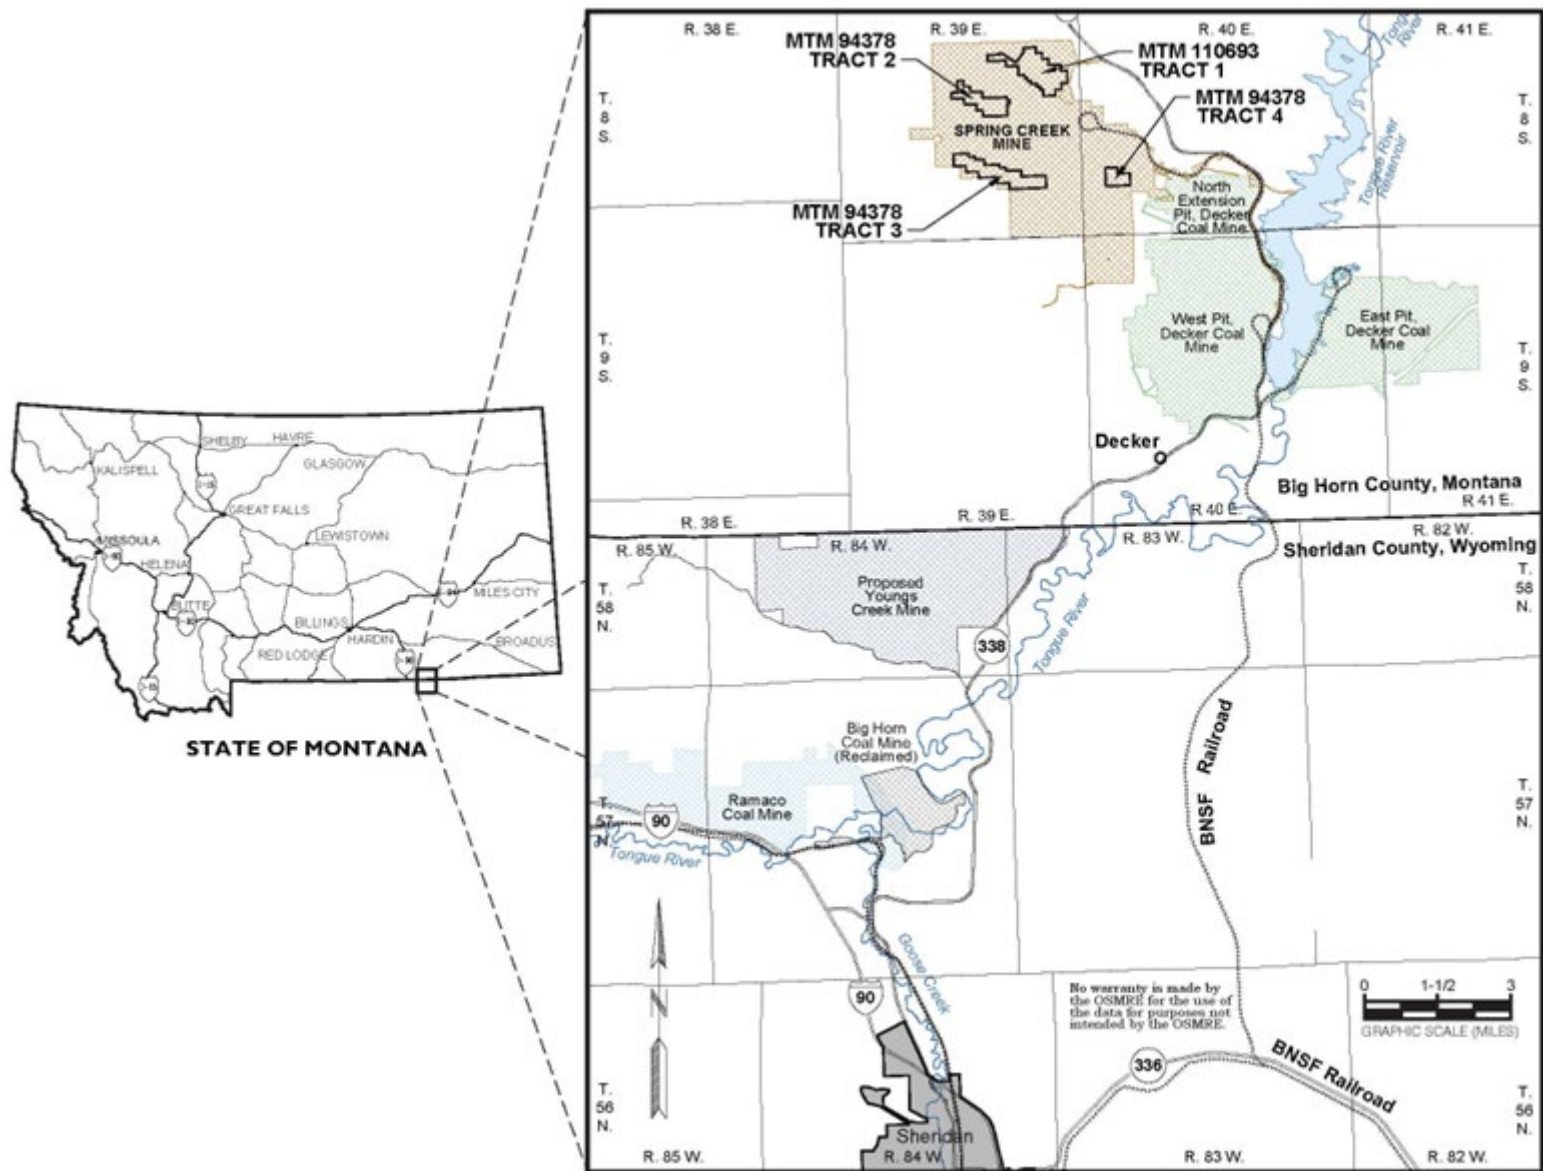 R. 38 E.
R. 39 E.
R. 40 E.
R. 41 E.
MTM 94378
TRACT 2
MTM 110693
TRACT 1
MTM 94378
TRACT 4
T.
8
S.
T.
8
S.
SPRING CREEK
MINE
MTM 94378
TRACT 3
North
Extension
Pit, Decker
Coal Mine
Tongue
River
Tongue River
Reservoir
West Pit,
Decker Coal
Mine
East Pit,
Decker Coal
Mine
T.
9
S.
T.
9
S.
Decker
Big Horn County, Montana
R. 38 E.
R. 39 E.
R 40 E.
R 41 E.
R. 85 W.
R. 84 W.
R. 83 W.
R. 82 W.
Sheridan County, Wyoming
T.
58
N.
T.
58
N.
Proposed
Youngs
Creek Mine
338
Tongue River
Big Horn
Coal Mine
(Reclaimed)
Ramaco
Coal Mine
T.
57
N.
T.
57
N.
90
Tongue River
BNSF Railroad
Goose Creek
90
N
No warranty is made by
the OSMRE for the use of
the data for purposes not
intended by the OSMRE.
0 1-1/2 3
GRAPHIC SCALE (MILES)
336
BNSF Railroad
T.
56
N.
T.
56
N.
Sheridan
R. 85 W.
R. 84 W.
R. 83 W.
R. 82 W.
SHELBY
HAVRE
GLASGOW
KALISPELL
GREAT FALLS
LEWISTOWN
MISSOULA
HELENA
BUTTE
MILES CITY
BILLINGS
HARDIN
RED LODGE
BROADUS
STATE OF MONTANA